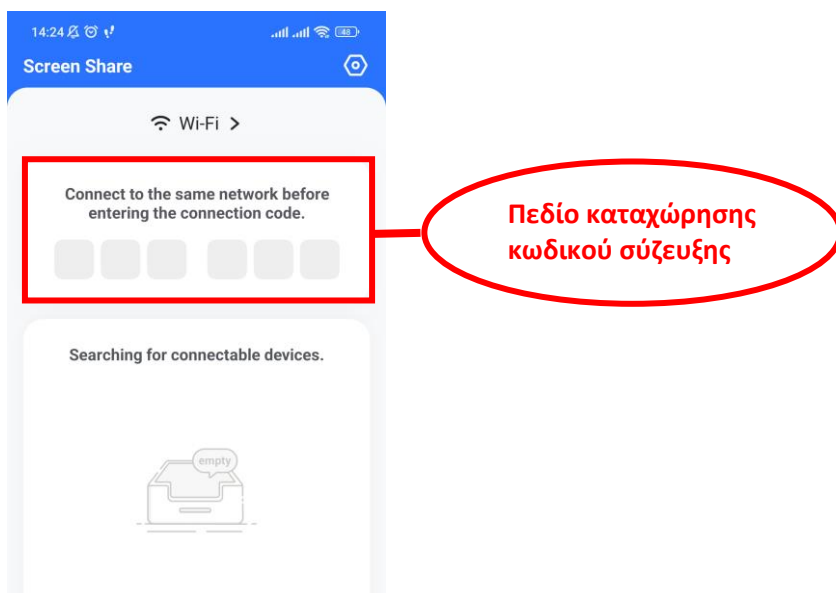 14:24
48
Screen Share
Wi-Fi
Connect to the same network before
entering the connection code.
Πεδίο καταχώρησης
κωδικού σύζευξης
Searching for connectable devices.
empty